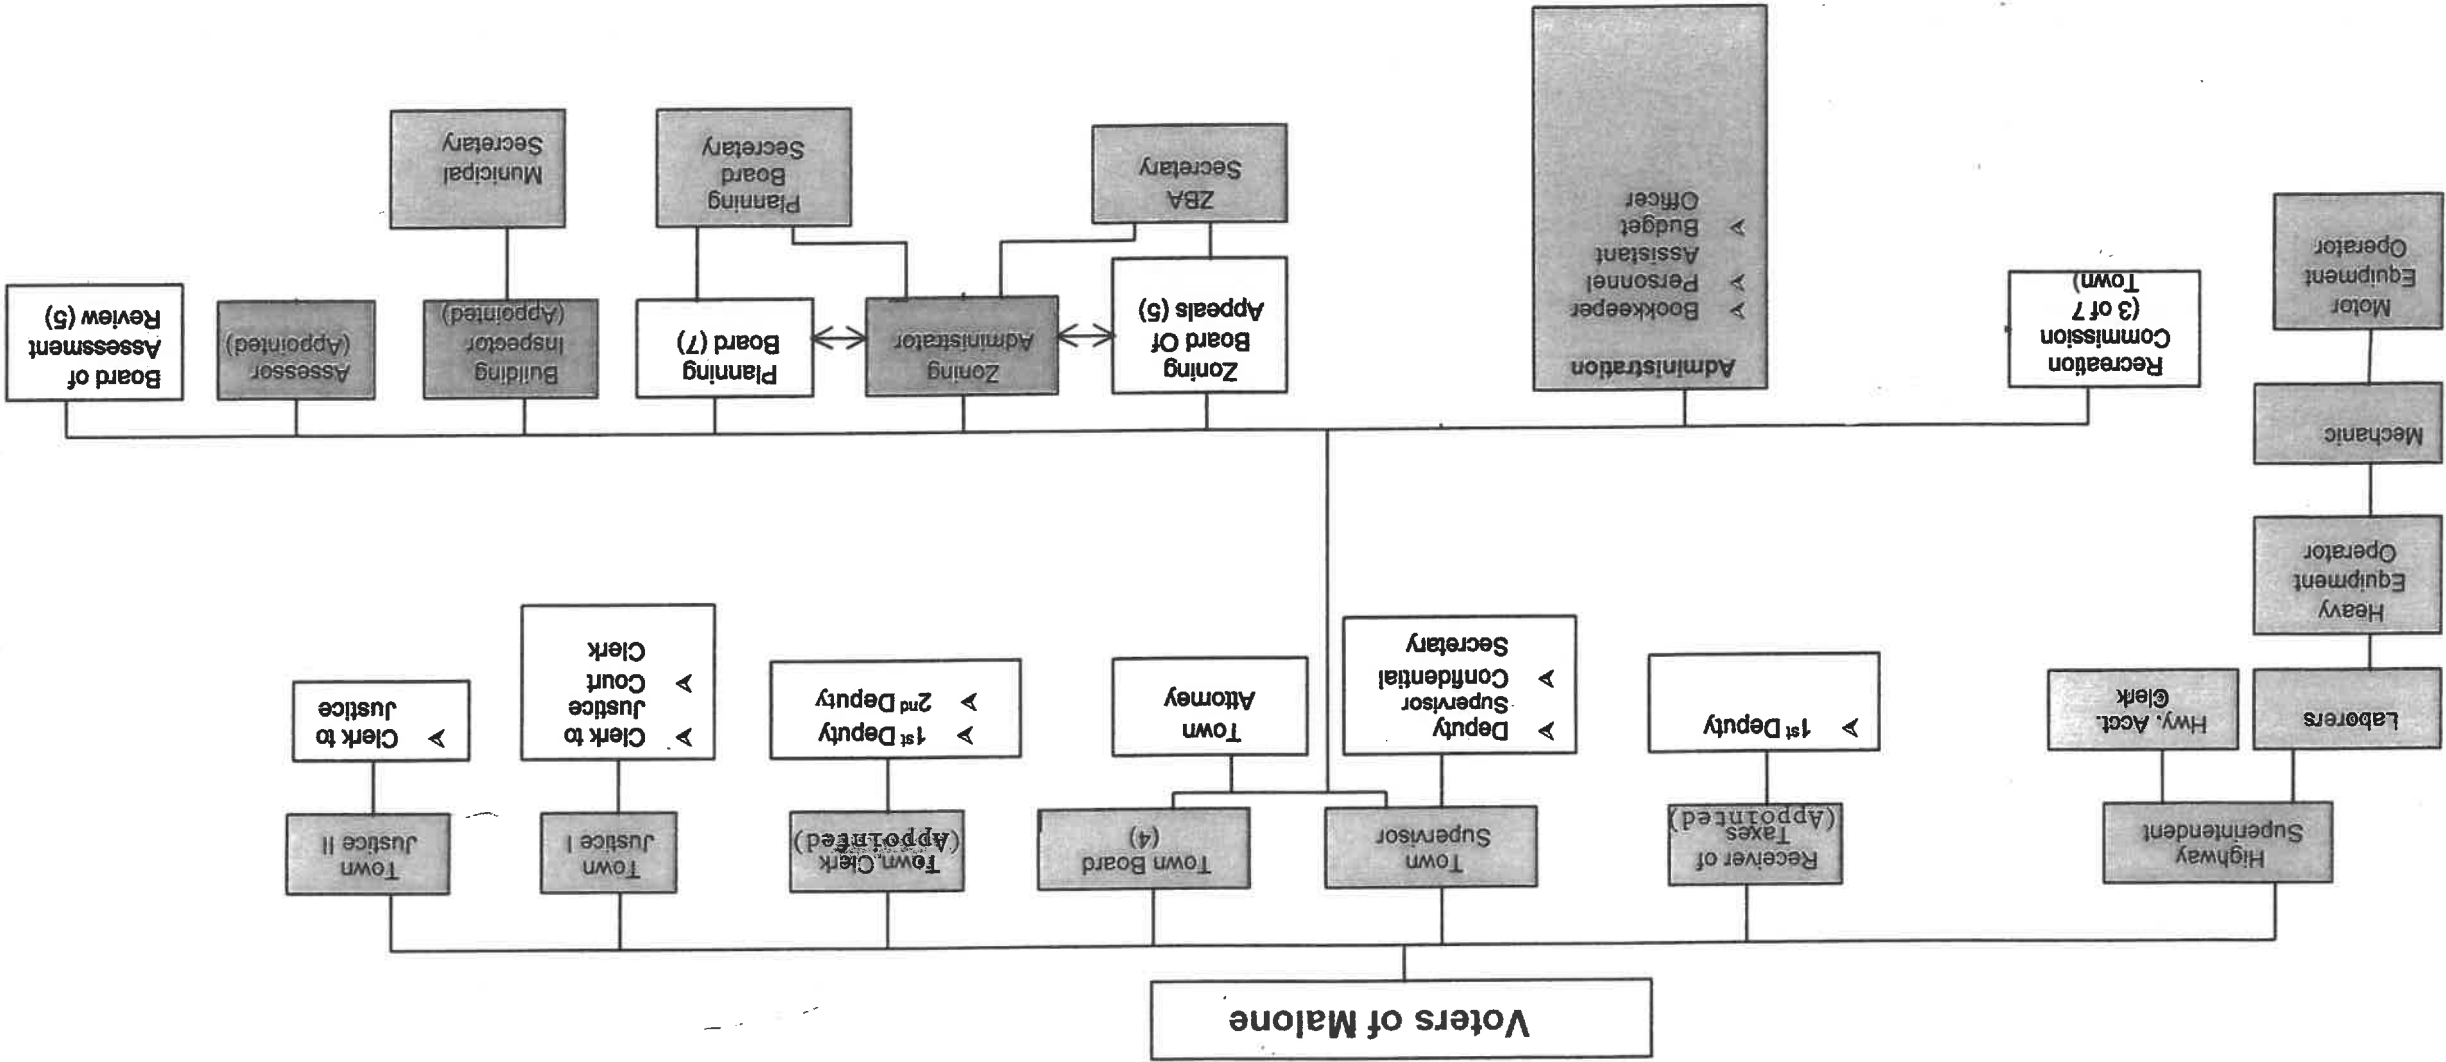 Voters of Malone
Highway
Superintendent
Receiver of
Taxes
(Appointed)
Town
Supervisor
Town Board
(4)
Town Clerk
(Appointed)
Town
Justice I
Town
Justice II
Laborers
Hwy. Acct.
Clerk
➤ 1st Deputy
➤ Deputy
Supervisor
➤ Confidential
Secretary
Town
Attorney
➤ 1st Deputy
➤ 2nd Deputy
➤ Clerk to
Justice
➤ Court
Clerk
➤ Clerk to
Justice
Heavy
Equipment
Operator
Mechanic
Motor
Equipment
Operator
Recreation
Commission
(3 of 7
Town)
Administration
➤ Bookkeeper
➤ Personnel
Assistant
➤ Budget
Officer
Zoning
Board Of
Appeals (5)
Zoning
Administrator
Planning
Board (7)
Building
Inspector
(Appointed)
Assessor
(Appointed)
Board of
Assessment
Review (5)
ZBA
Secretary
Planning
Board
Secretary
Municipal
Secretary